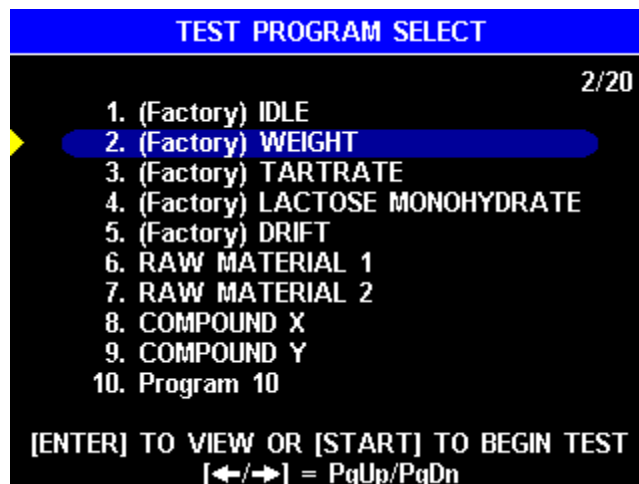 TEST PROGRAM SELECT
2/20
1. (Factory) IDLE
2. (Factory) WEIGHT
3. (Factory) TARTRATE
4. (Factory) LACTOSE MONOHYDRATE
5. (Factory) DRIFT
6. RAW MATERIAL 1
7. RAW MATERIAL 2
8. COMPOUND X
9. COMPOUND Y
10. Program 10
[ENTER] TO VIEW OR [START] TO BEGIN TEST
[←/→] = PgUp/PgDn